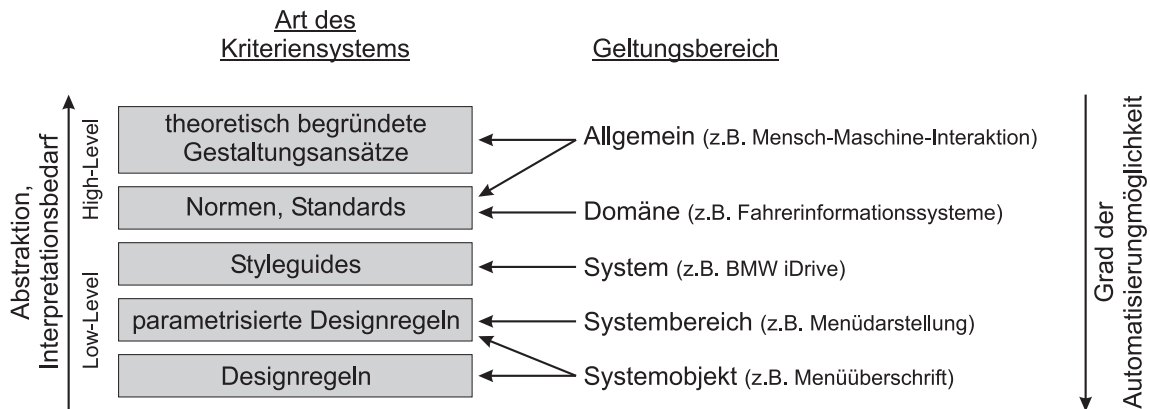 Art des
Kriteriensystems
Geltungsbereich
Abstraktion,
Interpretationsbedarf
High-Level
Low-Level
theoretisch begründete
Gestaltungsansätze
Allgemein (z.B. Mensch-Maschine-Interaktion)
Normen, Standards
Domäne (z.B. Fahrerinformationssysteme)
Styleguides
System (z.B. BMW iDrive)
parametrisierte Designregeln
Systembereich (z.B. Menüdarstellung)
Designregeln
Systemobjekt (z.B. Menüüberschrift)
Grad der
Automatisierungmöglichkeit